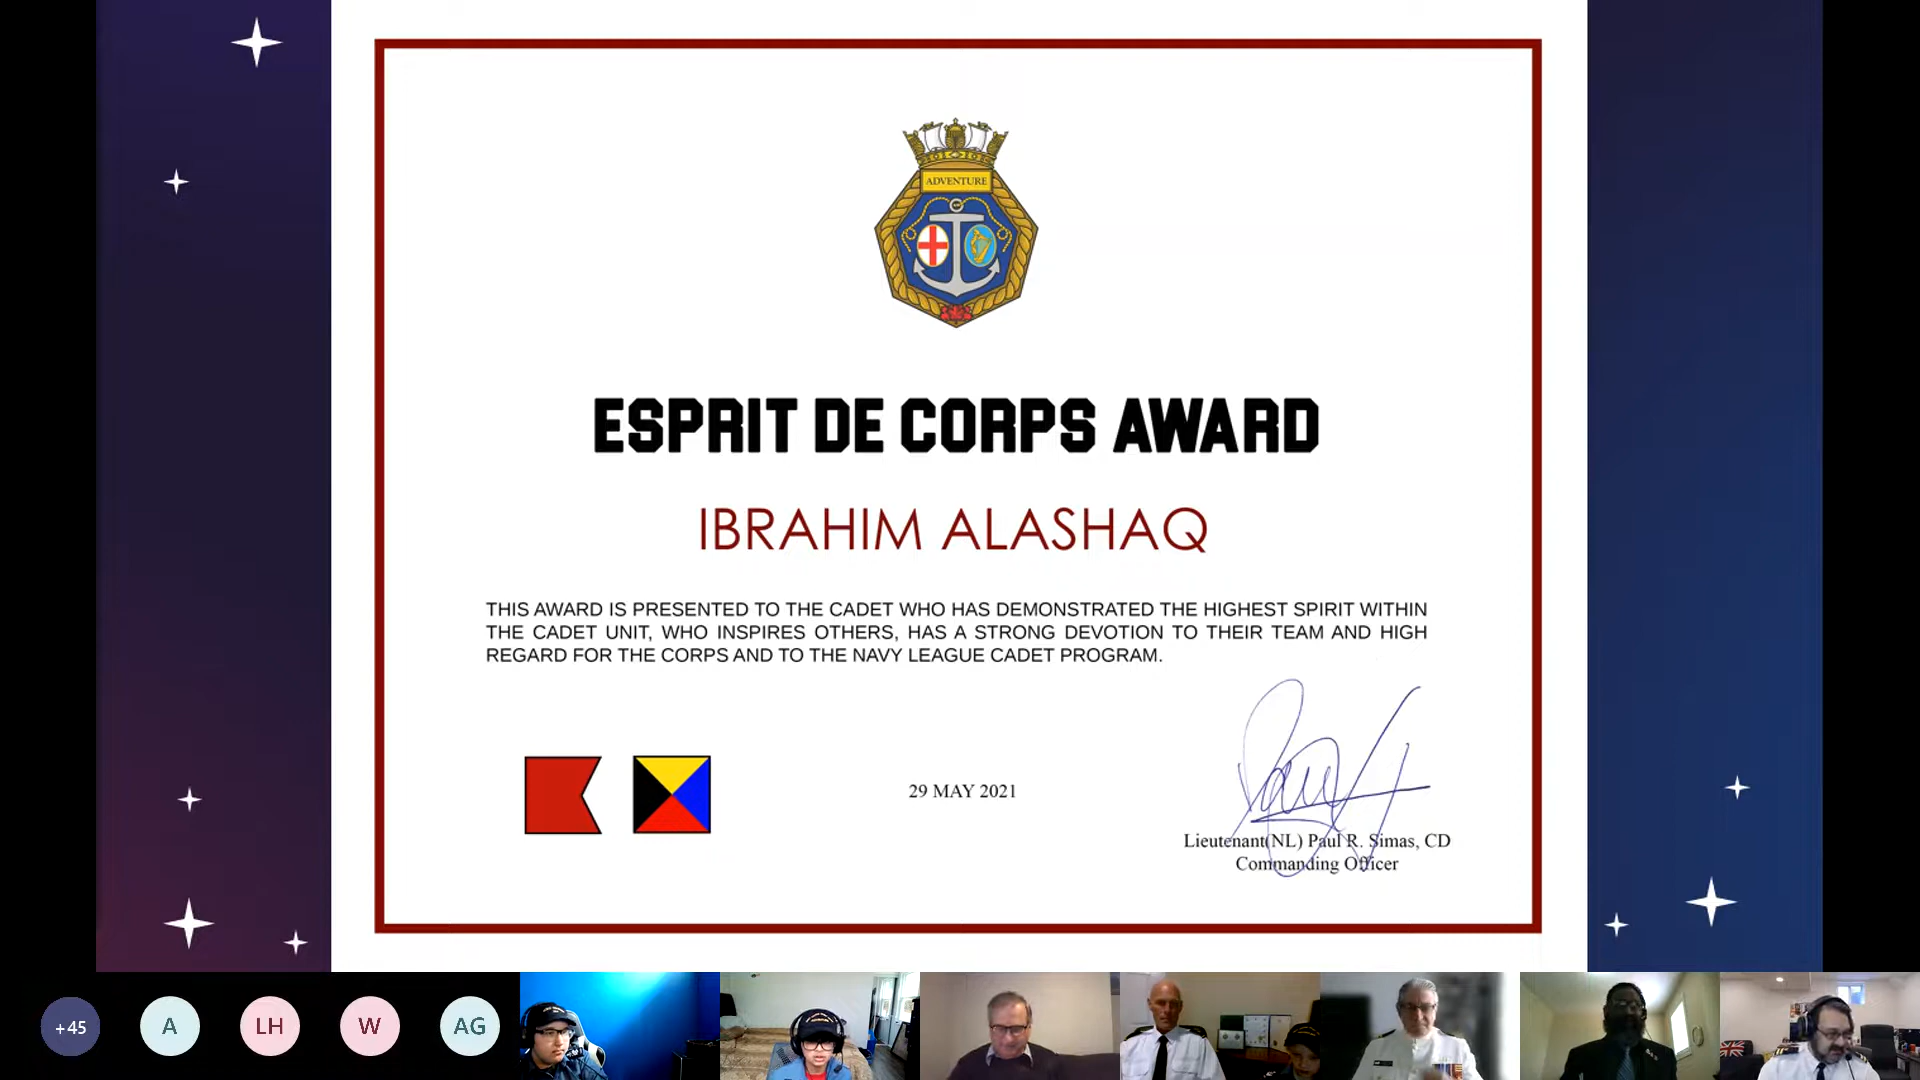 ADVENTURE
ESPRIT DE CORPS AWARD
IBRAHIM ALASHAQ
THIS AWARD IS PRESENTED TO THE CADET WHO HAS DEMONSTRATED THE HIGHEST SPIRIT WITHIN
THE CADET UNIT, WHO INSPIRES OTHERS, HAS A STRONG DEVOTION TO THEIR TEAM AND HIGH
REGARD FOR THE CORPS AND TO THE NAVY LEAGUE CADET PROGRAM.
29 MAY 2021
Lieutenant(NL) Paul R. Simas, CD
Commanding Officer
+45
A
LH
W
AG